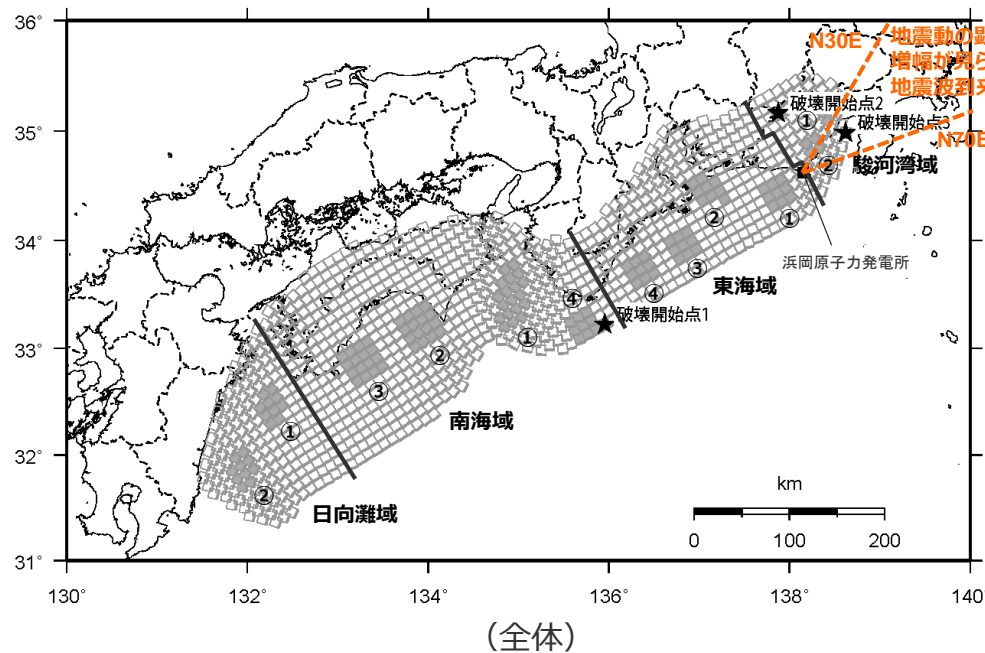 36°
35°
34°
33°
32°
31°
N30E
地震動の顕
増幅が見ら
地震波到来
破壊開始点2
①
破壊開始点3
N70E
②
駿河湾域
②
①
浜岡原子力発電所
③
東海域
④
④
破壊開始点1
①
②
③
南海域
①
②
日向灘域
km
0 100 200
130° 132° 134° 136° 138° 140
（全体）